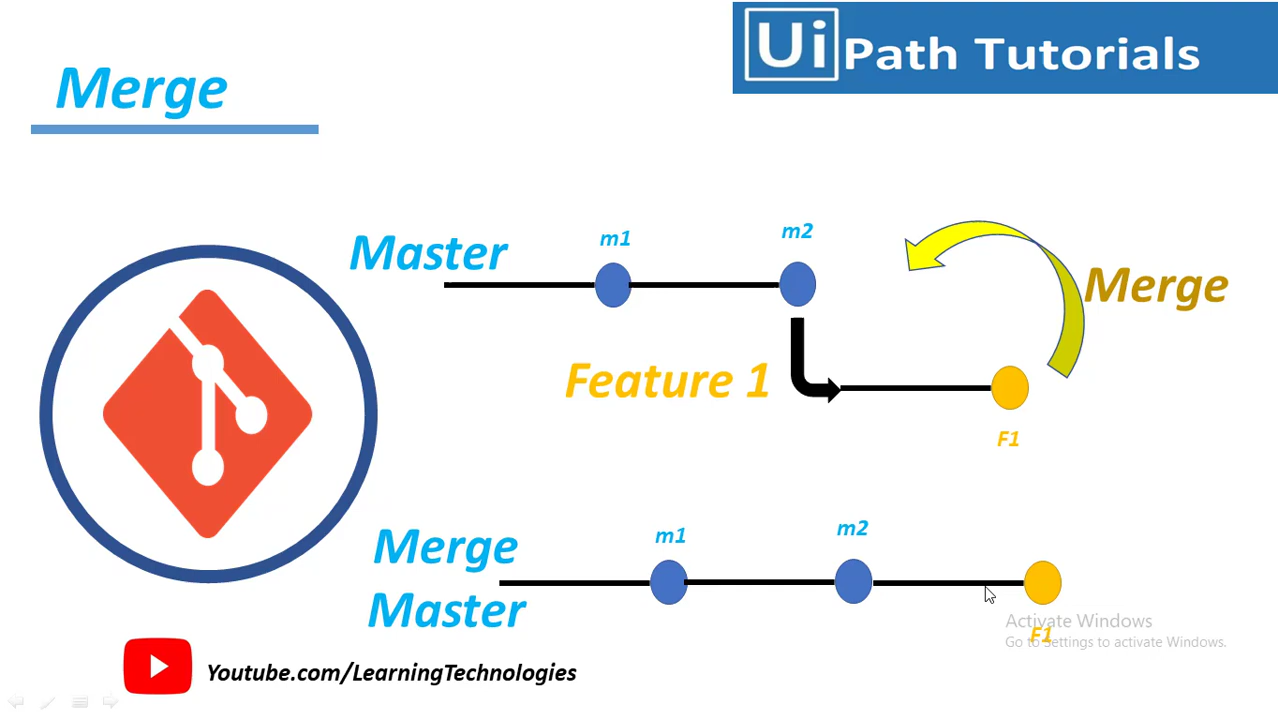 Ui Path Tutorials
Merge
Master
m1
m2
Merge
Feature 1
F1
Merge
Master
m1
m2
F1
Activate Windows
Go to Settings to activate Windows.
Youtube.com/LearningTechnologies